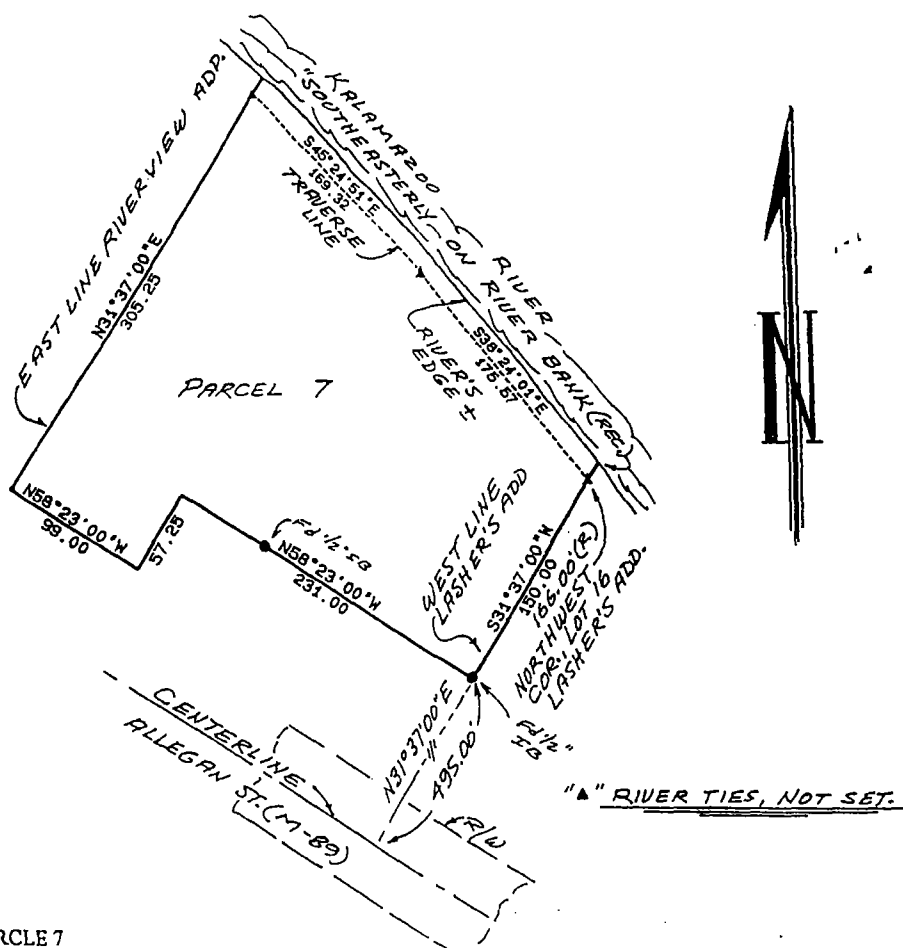 KALAMAZOO RIVER
"SOUTHEASTERLY ON RIVER BANK (REC.)
EAST LINE RIVERVIEW ADD.
N31°37'00"E
305.25
S45°24'51"E
169.32
TRAVERSE
LINE
RIVER'S
EDGE ±
S38°24'01"E
175.57
PARCEL 7
N
N58°23'00"W
99.00
57.25
Fd 1/2" IB
N58°23'00"W
231.00
WEST LINE
LASHER'S ADD
S31°37'00"W
150.00
166.00'(R)
NORTHWEST
COR., LOT 16
LASHER'S ADD.
Fd 1/2"
IB
N31°37'00"E
495.00'
CENTERLINE
ALLEGAN ST. (M-89)
R/W
"▲" RIVER TIES, NOT SET.
RCLE 7